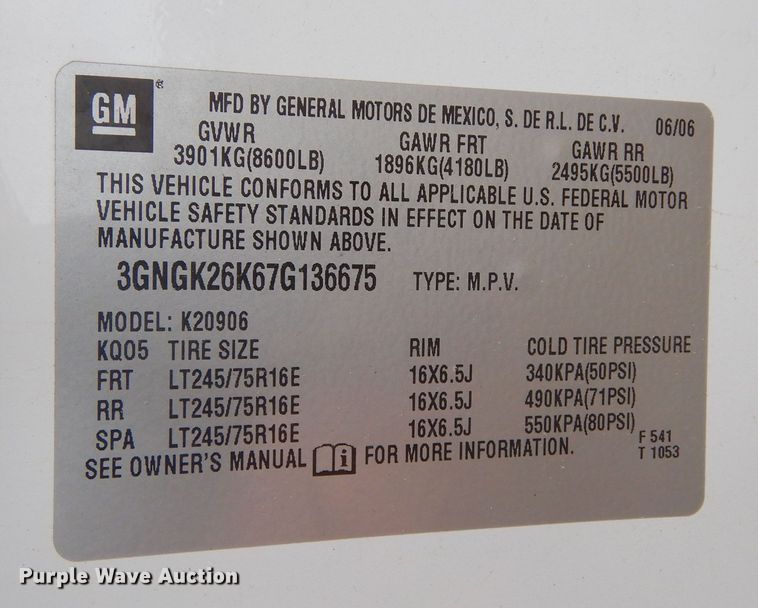 GM ® MFD BY GENERAL MOTORS DE MEXICO, S. DE R.L. DE C.V. 06/06
GVWR GAWR FRT GAWR RR
3901KG(8600LB) 1896KG(4180LB) 2495KG(5500LB)
THIS VEHICLE CONFORMS TO ALL APPLICABLE U.S. FEDERAL MOTOR
VEHICLE SAFETY STANDARDS IN EFFECT ON THE DATE OF
MANUFACTURE SHOWN ABOVE.
3GNGK26K67G136675 TYPE: M.P.V.
MODEL: K20906
KQ05 TIRE SIZE RIM COLD TIRE PRESSURE
FRT LT245/75R16E 16X6.5J 340KPA(50PSI)
RR LT245/75R16E 16X6.5J 490KPA(71PSI)
SPA LT245/75R16E 16X6.5J 550KPA(80PSI)
SEE OWNER'S MANUAL i FOR MORE INFORMATION.
F 541
T 1053
Purple Wave Auction